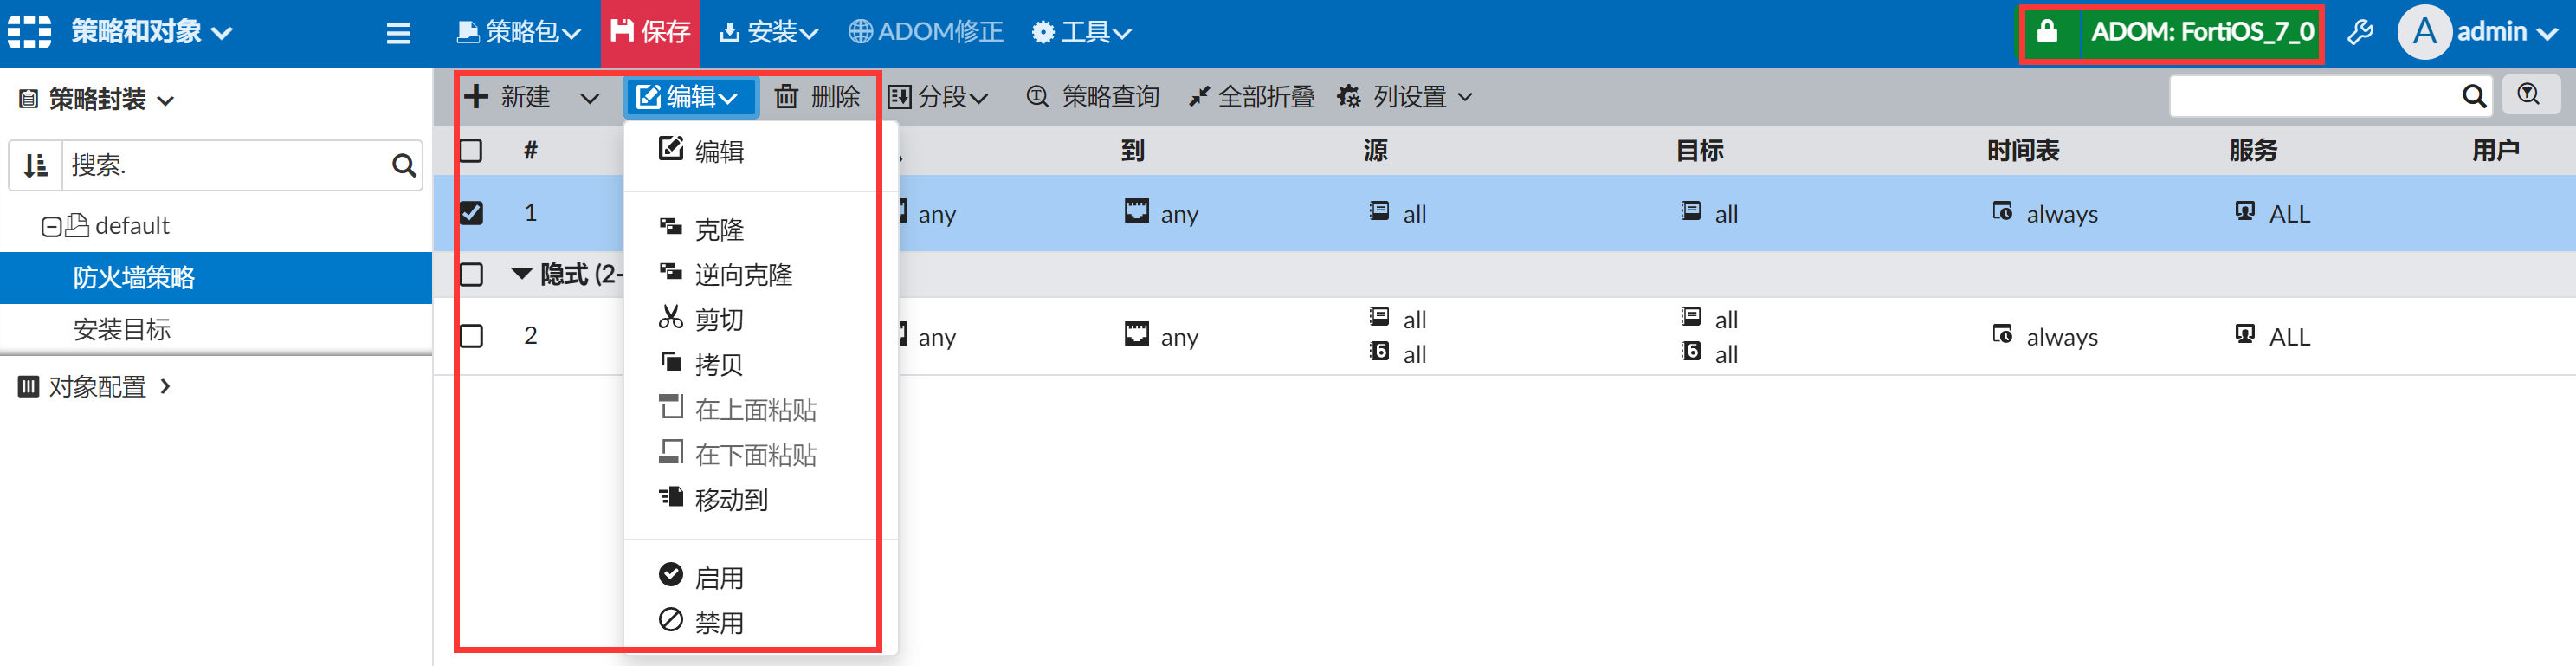 策略和对象 策略包 保存 安装 ADOM修正 工具 ADOM: FortiOS_7_0 A admin
策略封装 新建 编辑 删除 分段 策略查询 全部折叠 列设置
搜索. # 到 源 目标 时间表 服务 用户
编辑
default 1 any any all all always ALL
克隆
防火墙策略 隐式 (2-
逆向克隆
安装目标 2 any any all all always ALL
all all
剪切
拷贝
对象配置
在上面粘贴
在下面粘贴
移动到
启用
禁用